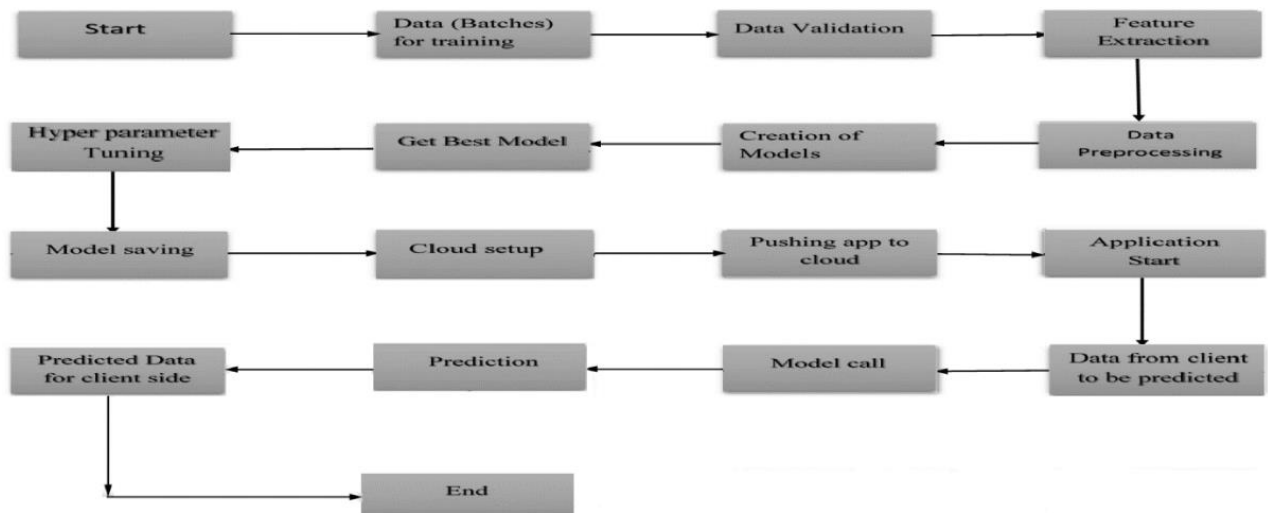 Start
Data (Batches)
for training
Data Validation
Feature
Extraction
Hyper parameter
Tuning
Get Best Model
Creation of
Models
Data
Preprocessing
Model saving
Cloud setup
Pushing app to
cloud
Application
Start
Predicted Data
for client side
Prediction
Model call
Data from client
to be predicted
End